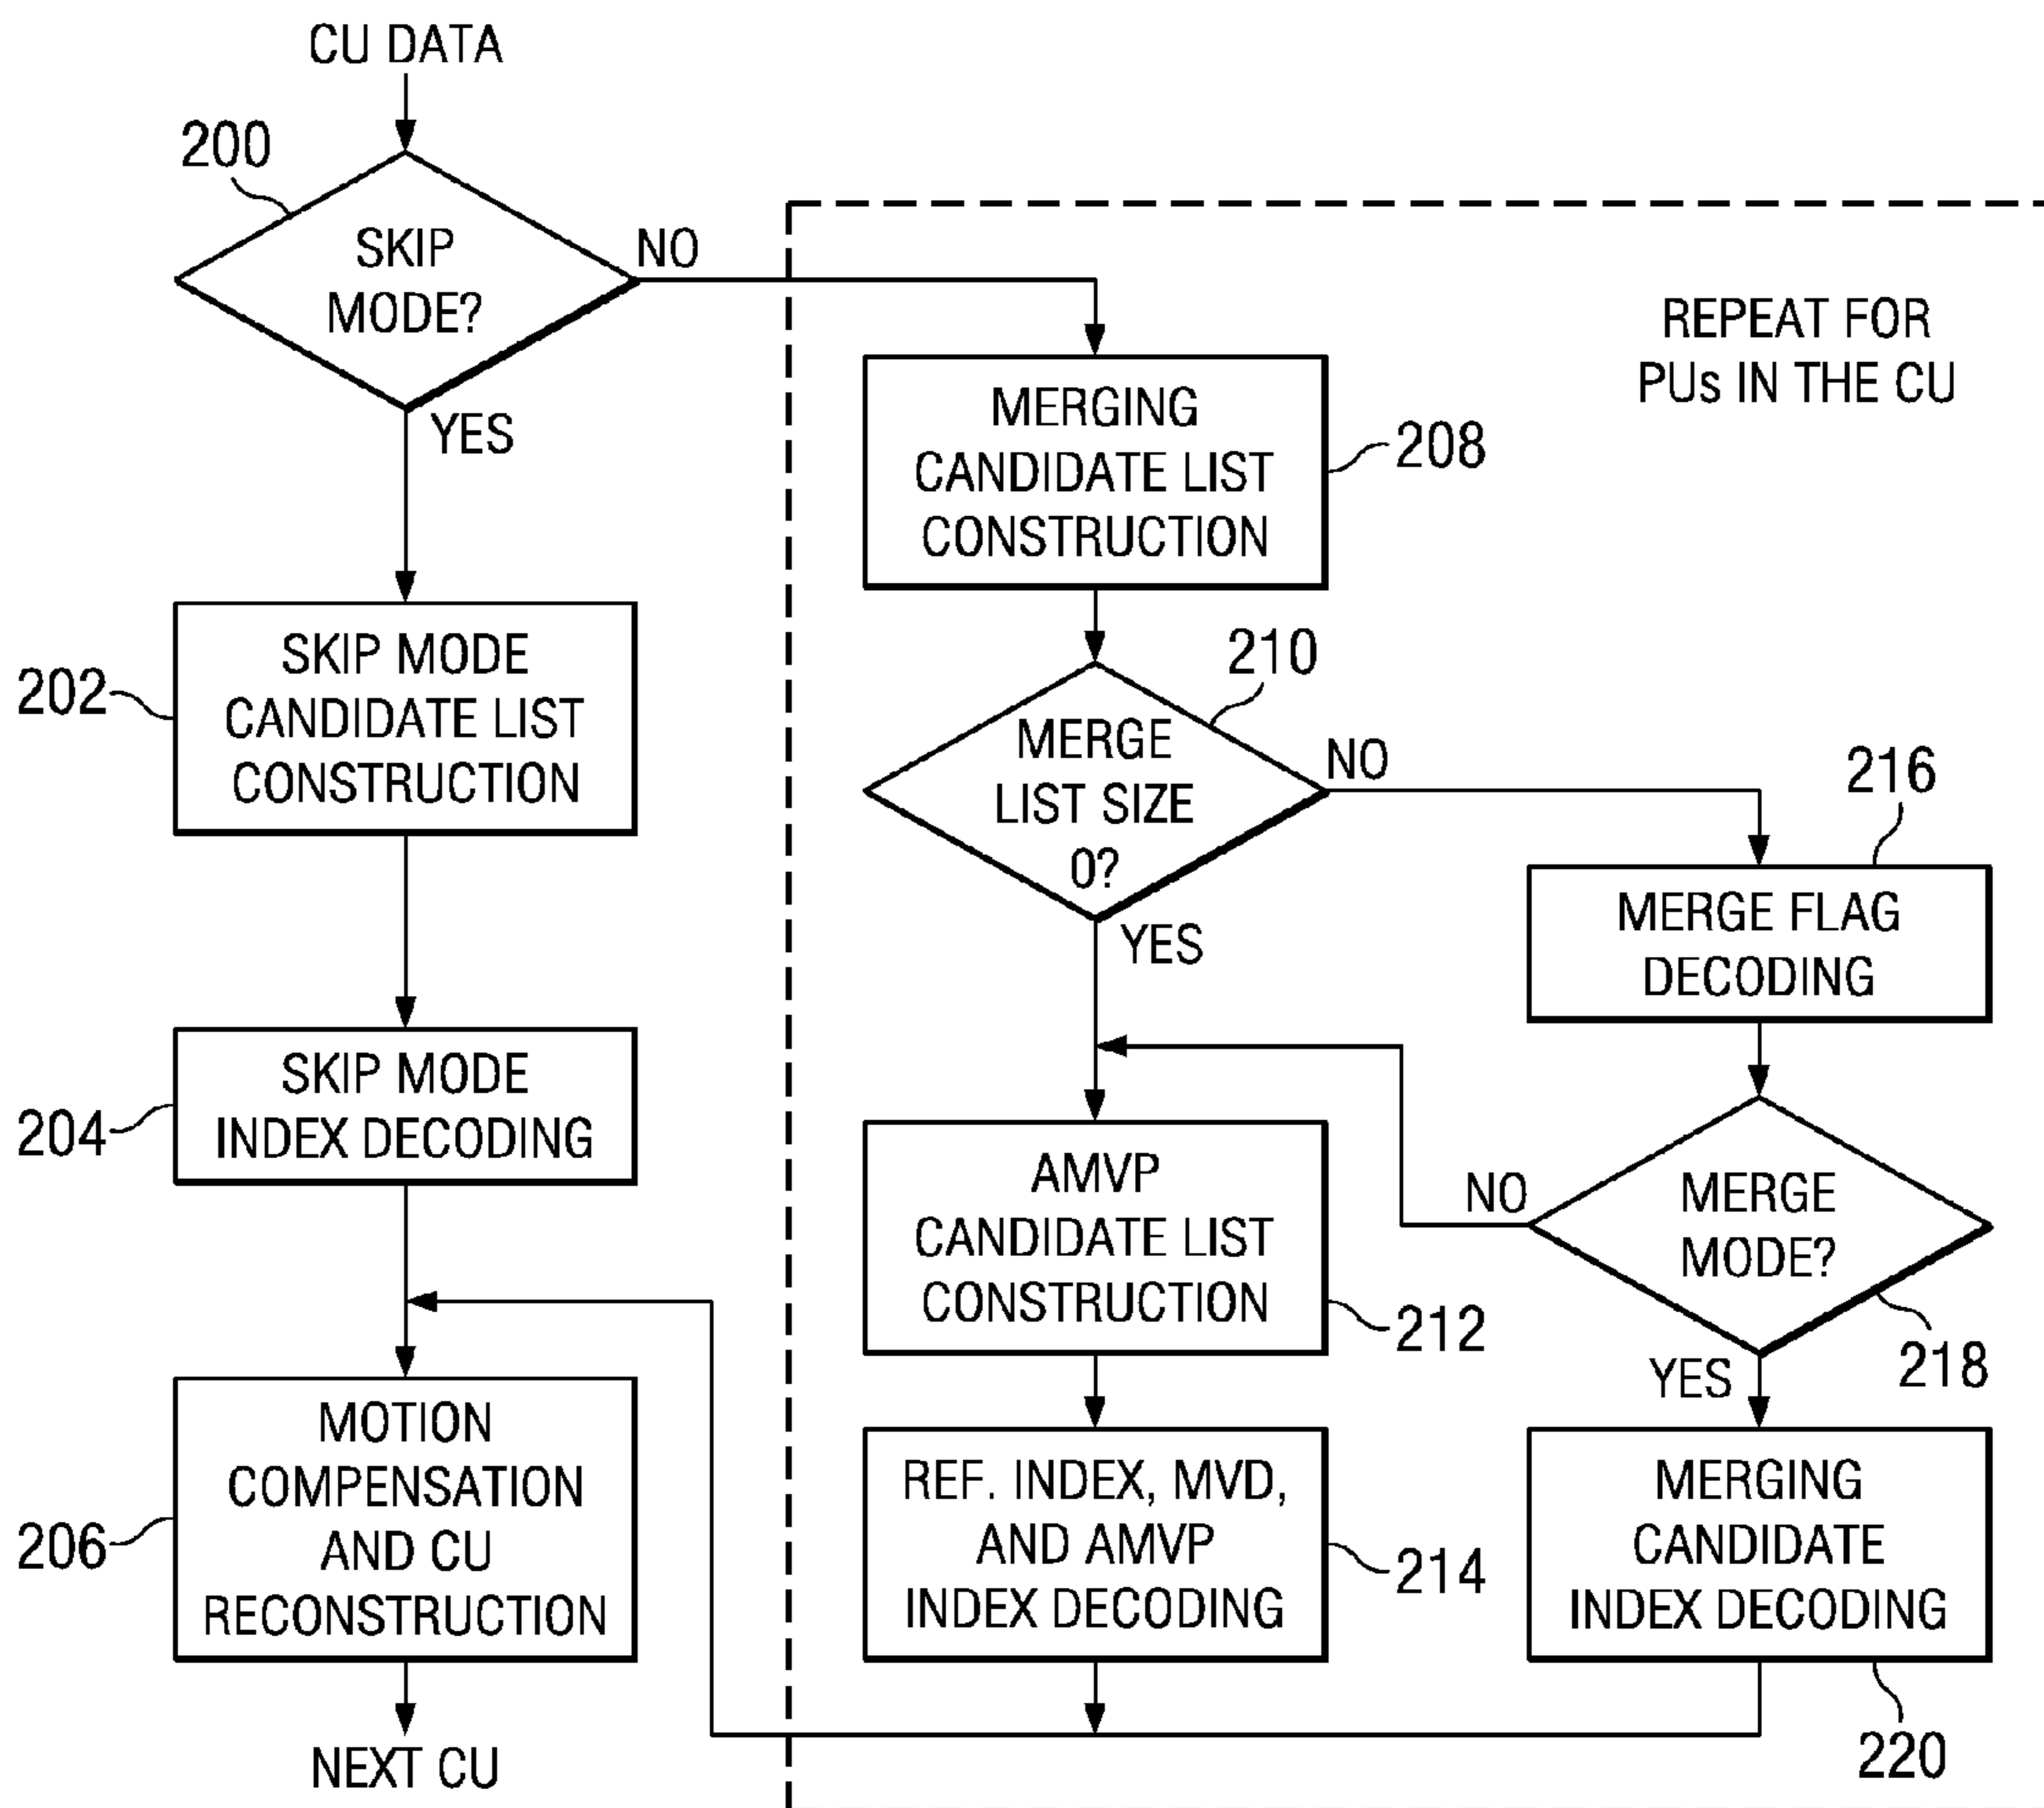 CU DATA
200
SKIP
MODE?
NO
YES
202
SKIP MODE
CANDIDATE LIST
CONSTRUCTION
204
SKIP MODE
INDEX DECODING
206
MOTION
COMPENSATION
AND CU
RECONSTRUCTION
NEXT CU
REPEAT FOR
PUs IN THE CU
MERGING
CANDIDATE LIST
CONSTRUCTION
208
210
MERGE
LIST SIZE
0?
NO
YES
216
MERGE FLAG
DECODING
AMVP
CANDIDATE LIST
CONSTRUCTION
212
NO
MERGE
MODE?
218
YES
REF. INDEX, MVD,
AND AMVP
INDEX DECODING
214
MERGING
CANDIDATE
INDEX DECODING
220